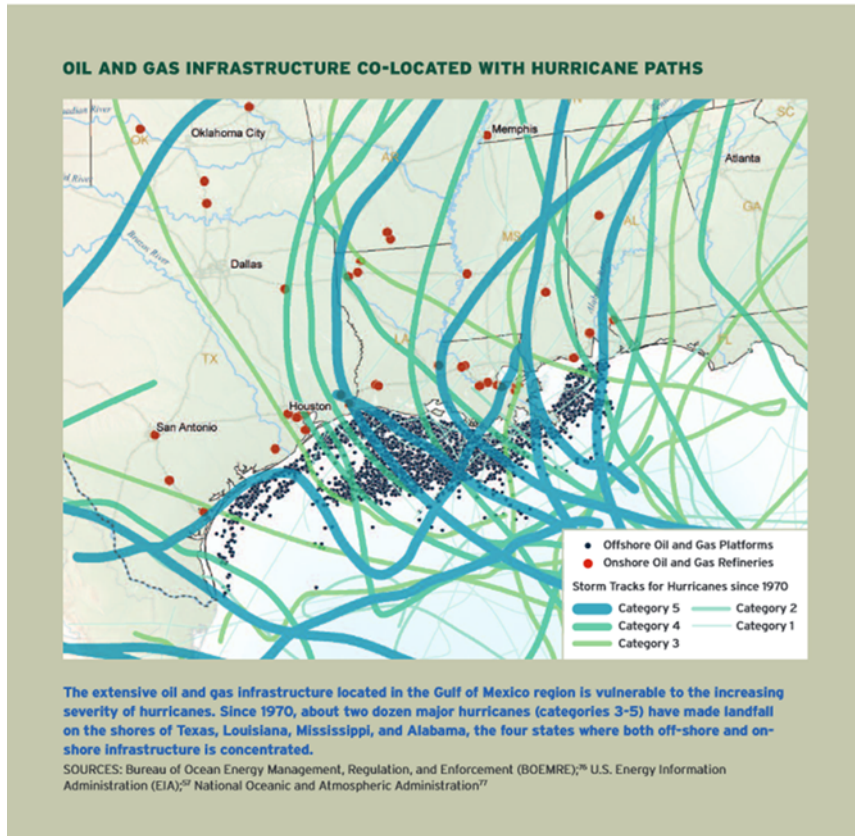 OIL AND GAS INFRASTRUCTURE CO-LOCATED WITH HURRICANE PATHS
River
OK
Oklahoma City
AR
Memphis
SC
Atlanta
River
MS
AL
GA
Brazos River
Dallas
LA
FL
TX
Houston
San Antonio
Offshore Oil and Gas Platforms
Onshore Oil and Gas Refineries
Storm Tracks for Hurricanes since 1970
Category 5
Category 2
Category 4
Category 1
Category 3
The extensive oil and gas infrastructure located in the Gulf of Mexico region is vulnerable to the increasing
severity of hurricanes. Since 1970, about two dozen major hurricanes (categories 3-5) have made landfall
on the shores of Texas, Louisiana, Mississippi, and Alabama, the four states where both off-shore and on-
shore infrastructure is concentrated.
SOURCES: Bureau of Ocean Energy Management, Regulation, and Enforcement (BOEMRE);⁷⁶ U.S. Energy Information
Administration (EIA);⁵⁷ National Oceanic and Atmospheric Administration⁷⁷